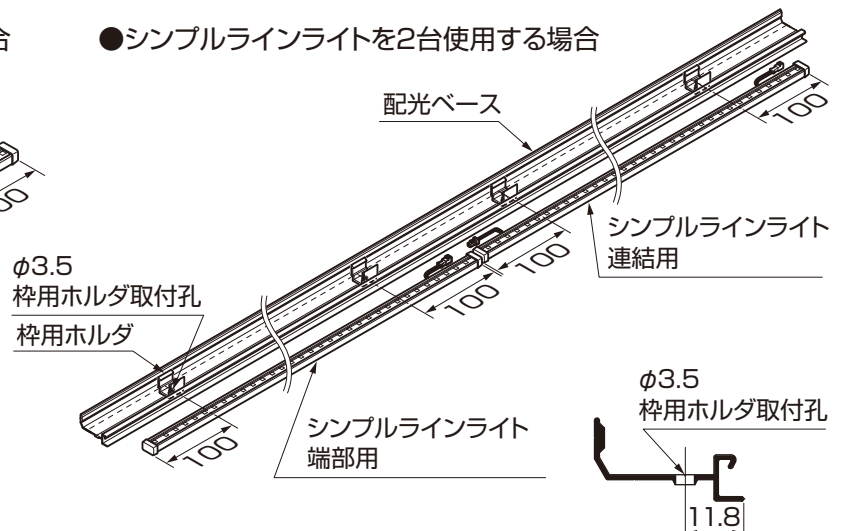 合
●シンプルラインライトを2台使用する場合
配光ベース
100
00
シンプルラインライト
連結用
100
100
φ3.5
枠用ホルダ取付孔
枠用ホルダ
100
シンプルラインライト
端部用
φ3.5
枠用ホルダ取付孔
11.8